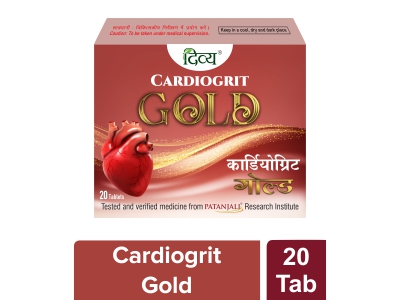 सावधानी : चिकित्सकीय निरीक्षण में प्रयोग करें।
Caution: To be taken under medical supervision.
Keep in a cool, dry and dark place.
दिव्य®
CARDIOGRIT
GOLD
कार्डियोग्रिट
गोल्ड
20 Tablets
Tested and verified medicine from PATANJALI® Research Institute
Cardiogrit
Gold
20
Tab